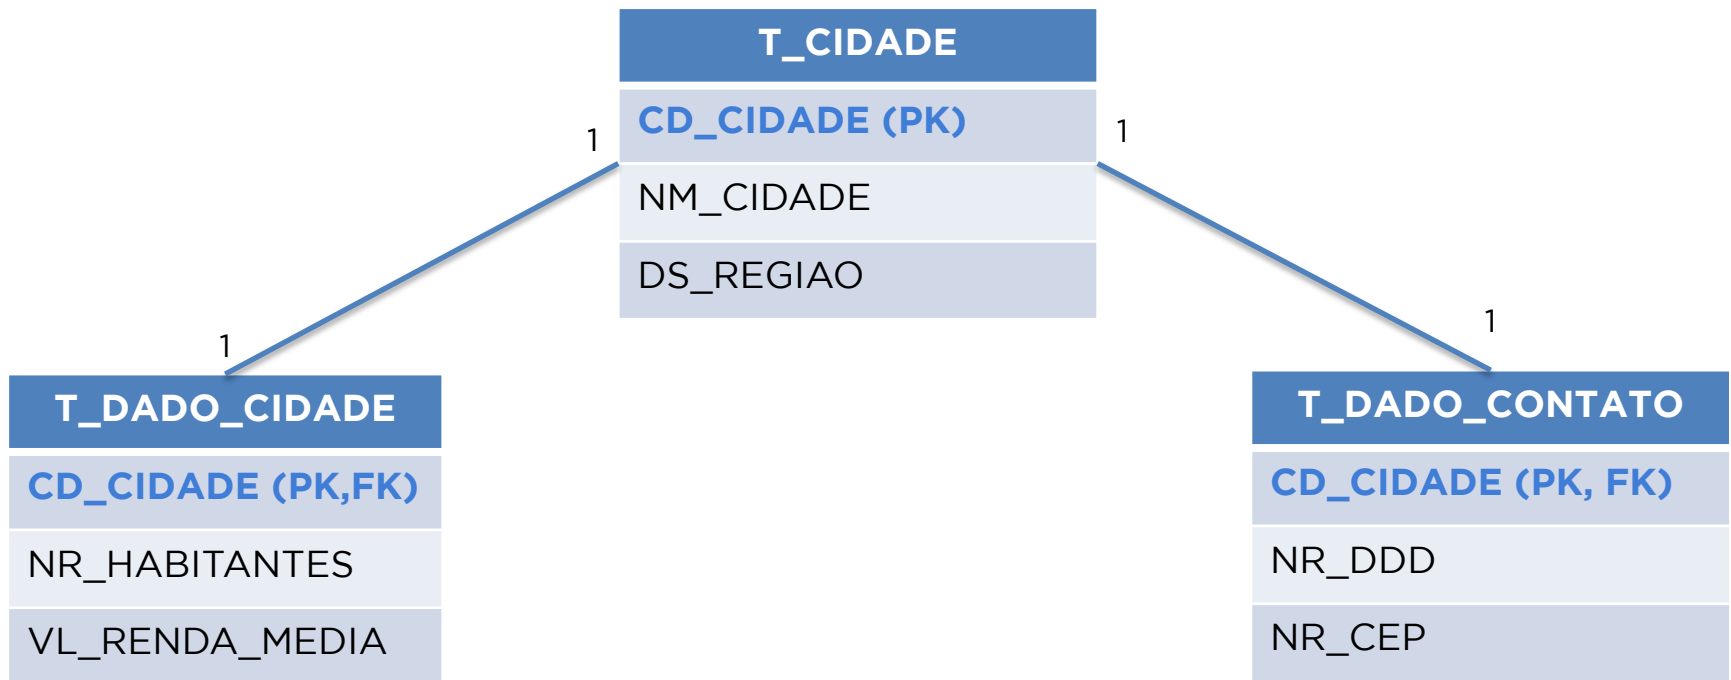 T_CIDADE
CD_CIDADE (PK)
NM_CIDADE
DS_REGIAO
1
1
1
1
T_DADO_CIDADE
CD_CIDADE (PK,FK)
NR_HABITANTES
VL_RENDA_MEDIA
T_DADO_CONTATO
CD_CIDADE (PK, FK)
NR_DDD
NR_CEP